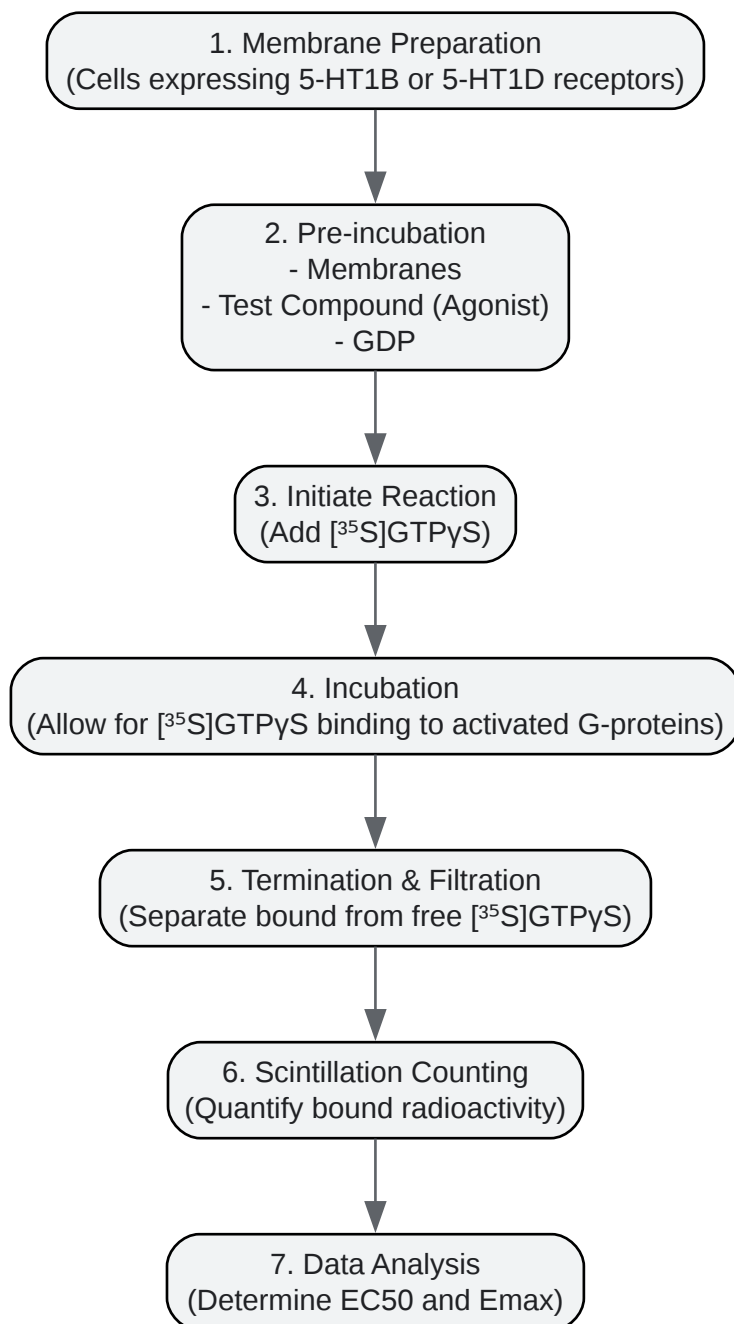 1. Membrane Preparation
(Cells expressing 5-HT1B or 5-HT1D receptors)
2. Pre-incubation
- Membranes
- Test Compound (Agonist)
- GDP
3. Initiate Reaction
(Add [³⁵S]GTPγS)
4. Incubation
(Allow for [³⁵S]GTPγS binding to activated G-proteins)
5. Termination & Filtration
(Separate bound from free [³⁵S]GTPγS)
6. Scintillation Counting
(Quantify bound radioactivity)
7. Data Analysis
(Determine EC50 and Emax)